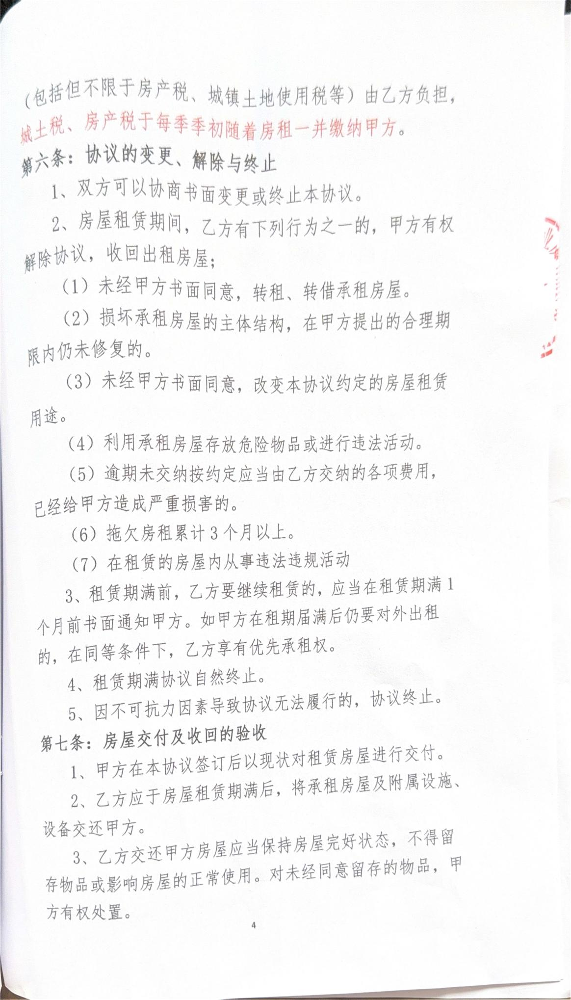 （包括但不限于房产税、城镇土地使用税等）由乙方负担，
城土税、房产税于每季季初随着房租一并缴纳甲方。
第六条：协议的变更、解除与终止
1、双方可以协商书面变更或终止本协议。
2、房屋租赁期间，乙方有下列行为之一的，甲方有权
解除协议，收回出租房屋；
（1）未经甲方书面同意，转租、转借承租房屋。
（2）损坏承租房屋的主体结构，在甲方提出的合理期
限内仍未修复的。
（3）未经甲方书面同意，改变本协议约定的房屋租赁
用途。
（4）利用承租房屋存放危险物品或进行违法活动。
（5）逾期未交纳按约定应当由乙方交纳的各项费用，
已经给甲方造成严重损害的。
（6）拖欠房租累计3个月以上。
（7）在租赁的房屋内从事违法违规活动
3、租赁期满前，乙方要继续租赁的，应当在租赁期满1
个月前书面通知甲方。如甲方在租期届满后仍要对外出租
的，在同等条件下，乙方享有优先承租权。
4、租赁期满协议自然终止。
5、因不可抗力因素导致协议无法履行的，协议终止。
第七条：房屋交付及收回的验收
1、甲方在本协议签订后以现状对租赁房屋进行交付。
2、乙方应于房屋租赁期满后，将承租房屋及附属设施、
设备交还甲方。
3、乙方交还甲方房屋应当保持房屋完好状态，不得留
存物品或影响房屋的正常使用。对未经同意留存的物品，甲
方有权处置。
4